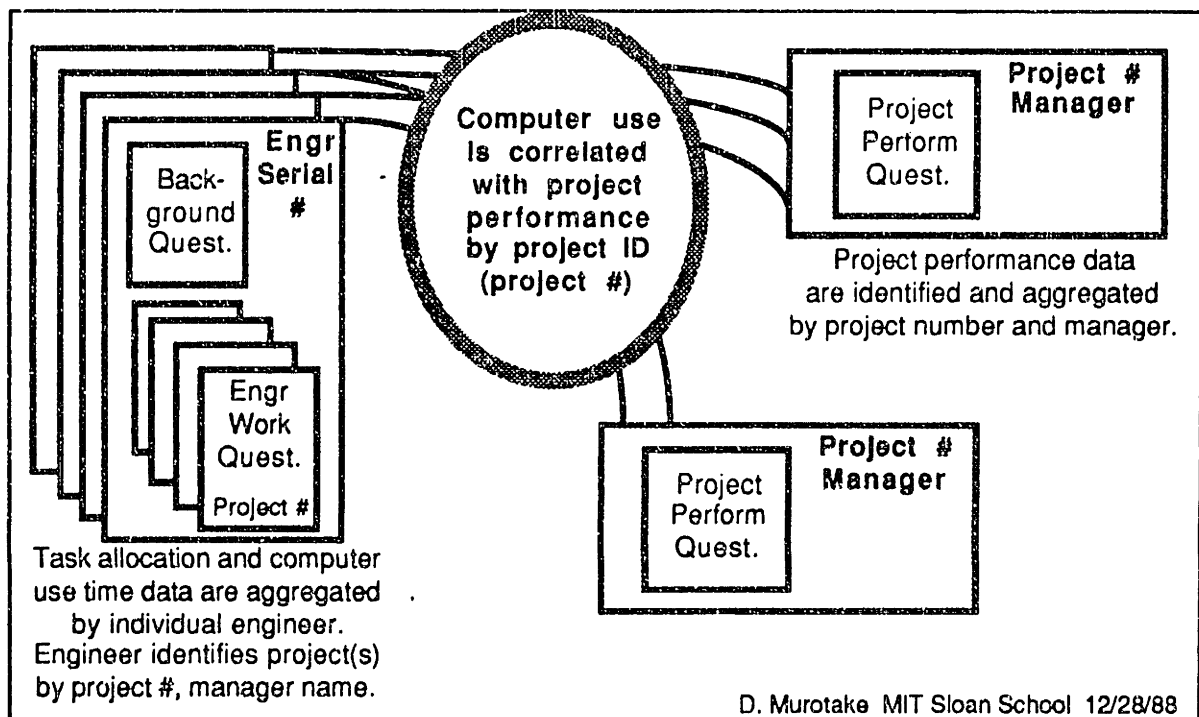 Engr
Serial
#
Back-
ground
Quest.
Engr
Work
Quest.
Project #
Task allocation and computer
use time data are aggregated
by individual engineer.
Engineer identifies project(s)
by project #, manager name.
Computer use
is correlated
with project
performance
by project ID
(project #)
Project #
Manager
Project
Perform
Quest.
Project performance data
are identified and aggregated
by project number and manager.
Project #
Manager
Project
Perform
Quest.
D. Murotake MIT Sloan School 12/28/88